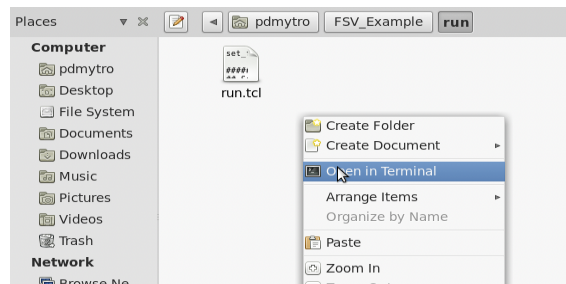 Places
pdmytro
FSV_Example
run
Computer
pdmytro
Desktop
File System
Documents
Downloads
Music
Pictures
Videos
Trash
Network
set_
####
run.tcl
Create Folder
Create Document
Open in Terminal
Arrange Items
Organize by Name
Paste
Zoom In